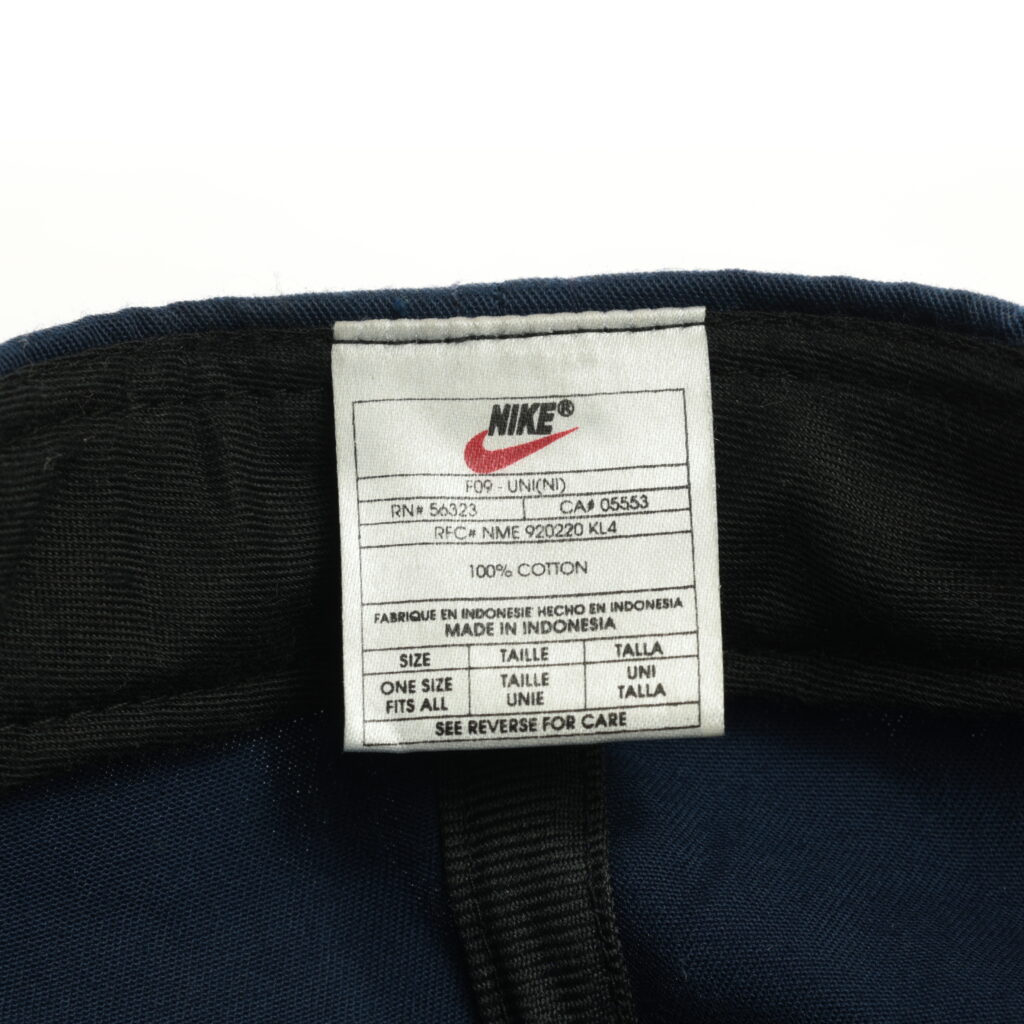 NIKE®
F09 - UNI(NI)
RN# 56323 CA# 05553
RFC# NME 920220 KL4
100% COTTON
FABRIQUE EN INDONESIE HECHO EN INDONESIA
MADE IN INDONESIA
SIZE TAILLE TALLA
ONE SIZE FITS ALL TAILLE UNIE UNI TALLA
SEE REVERSE FOR CARE